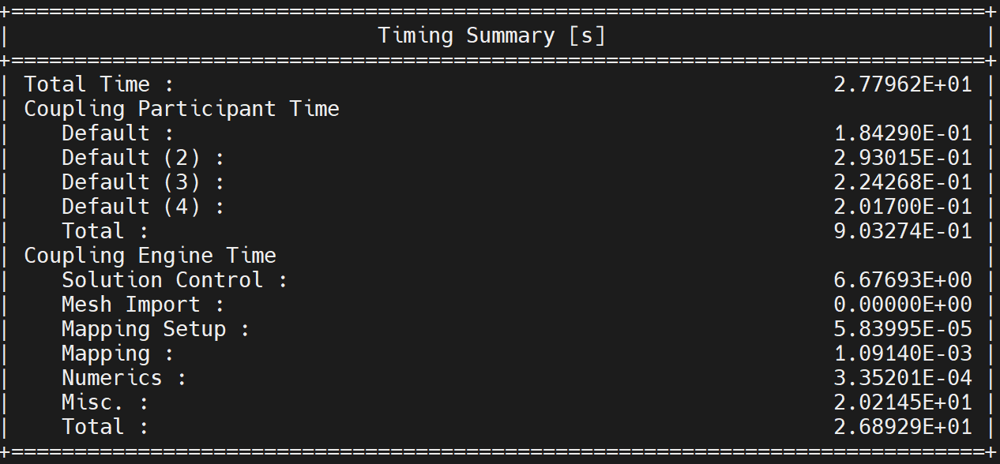 +=============================================================================+
|                             Timing Summary [s]                              |
+=============================================================================+
| Total Time :                                                    2.77962E+01 |
| Coupling Participant Time                                                   |
|    Default :                                                    1.84290E-01 |
|    Default (2) :                                                2.93015E-01 |
|    Default (3) :                                                2.24268E-01 |
|    Default (4) :                                                2.01700E-01 |
|    Total :                                                      9.03274E-01 |
| Coupling Engine Time                                                        |
|    Solution Control :                                           6.67693E+00 |
|    Mesh Import :                                                0.00000E+00 |
|    Mapping Setup :                                              5.83995E-05 |
|    Mapping :                                                    1.09140E-03 |
|    Numerics :                                                   3.35201E-04 |
|    Misc. :                                                      2.02145E+01 |
|    Total :                                                      2.68929E+01 |
+=============================================================================+